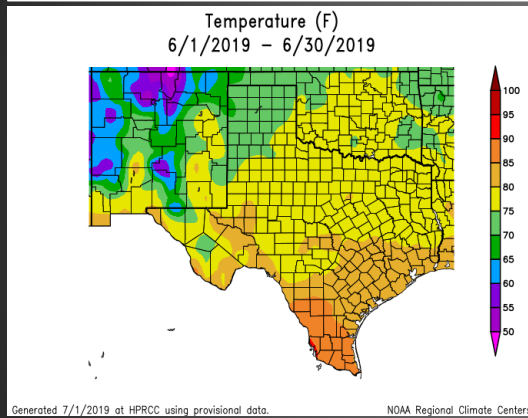 Temperature (F)
6/1/2019 – 6/30/2019
100
95
90
85
80
75
70
65
60
55
50
Generated 7/1/2019 at HPRCC using provisional data.
NOAA Regional Climate Centers